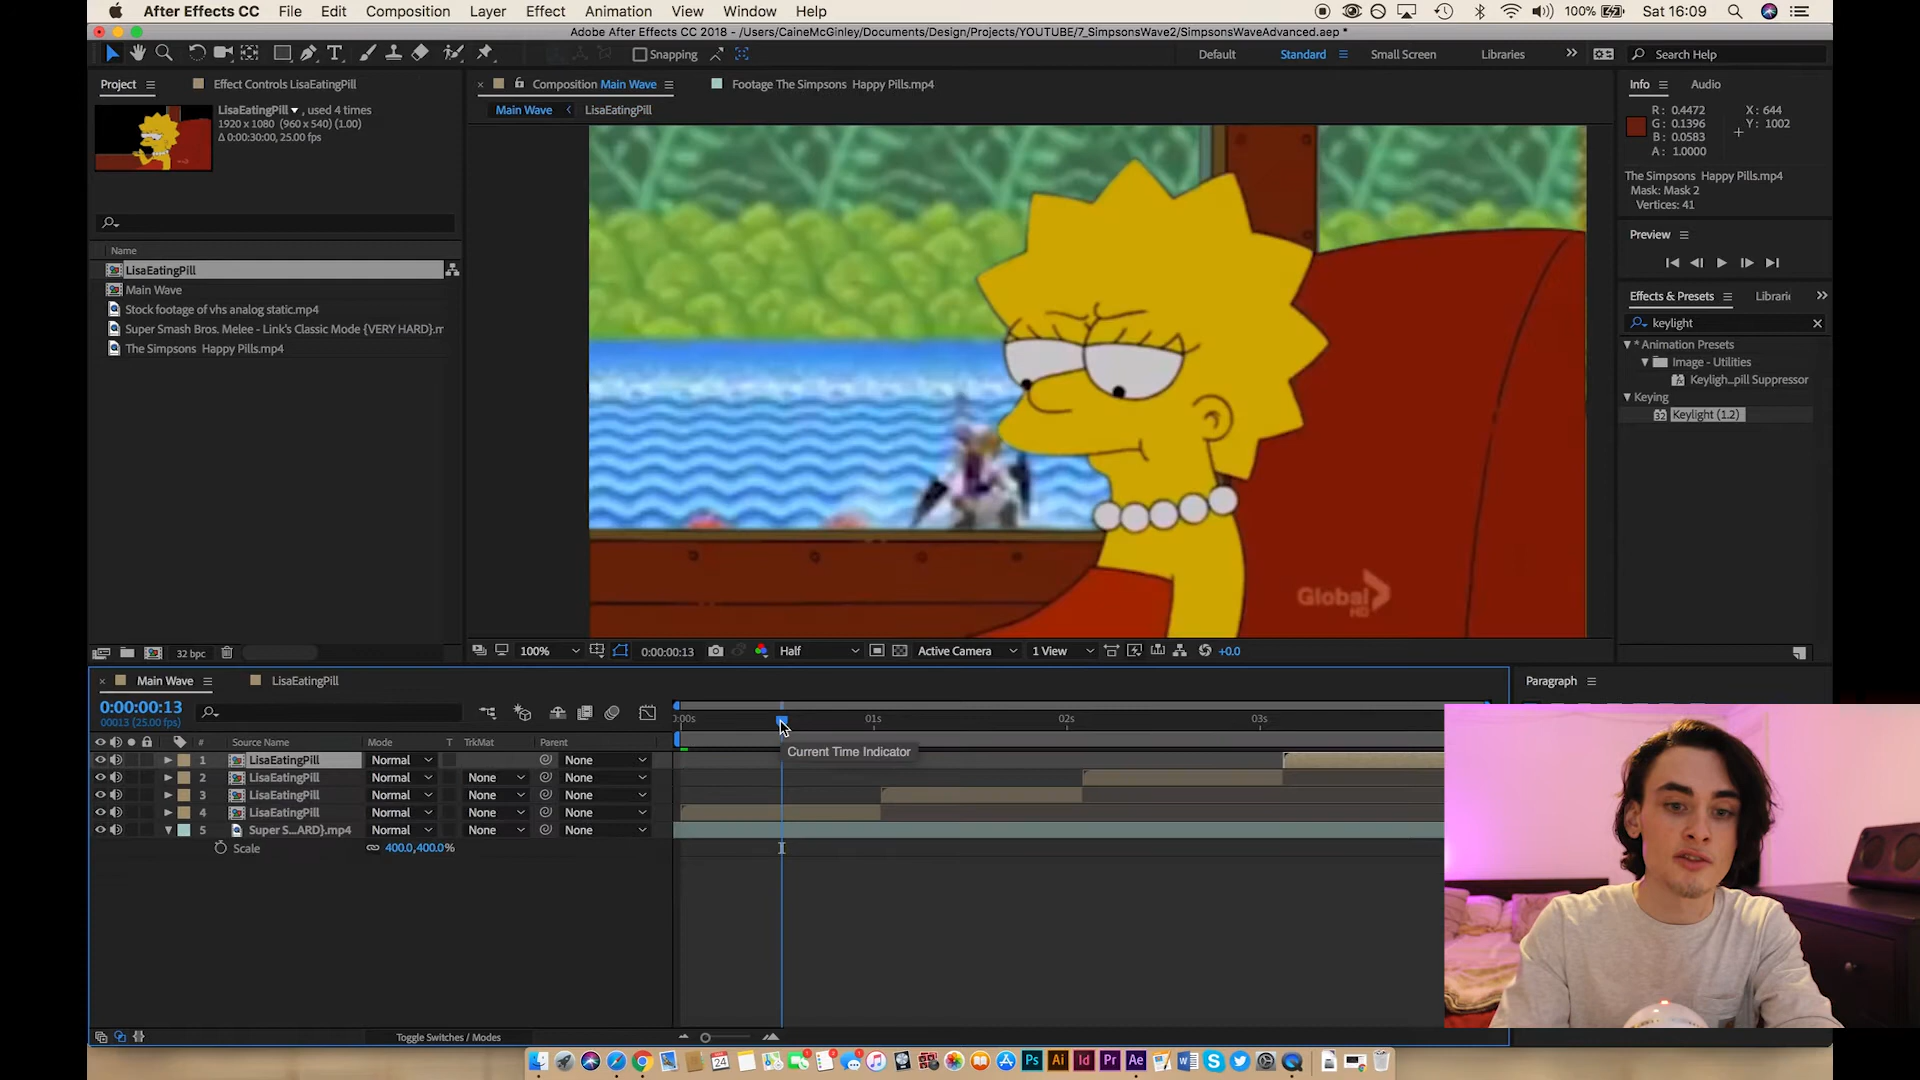 After Effects CC File Edit Composition Layer Effect Animation View Window Help 100% Sat 16:09
Adobe After Effects CC 2018 - /Users/CaineMcGinley/Documents/Design/Projects/YOUTUBE/7_SimpsonsWave2/SimpsonsWaveAdvanced.aep *
Snapping Default Standard Small Screen Libraries Search Help
Project Effect Controls LisaEatingPill
LisaEatingPill , used 4 times
1920 x 1080 (960 x 540) (1.00)
Δ 0:00:30:00, 25.00 fps
Name
LisaEatingPill
Main Wave
Stock footage of vhs analog static.mp4
Super Smash Bros. Melee - Link's Classic Mode {VERY HARD}.m
The Simpsons Happy Pills.mp4
32 bpc
Composition Main Wave Footage The Simpsons Happy Pills.mp4
Main Wave LisaEatingPill
Global
HD
100% 0:00:00:13 Half Active Camera 1 View +0.0
Info Audio
R: 0.4472 X: 644
G: 0.1396 Y: 1002
B: 0.0583
A: 1.0000
The Simpsons Happy Pills.mp4
Mask: Mask 2
Vertices: 41
Preview
Effects & Presets Librari
keylight
* Animation Presets
Image - Utilities
Keyligh...pill Suppressor
Keying
Keylight (1.2)
Paragraph
Main Wave LisaEatingPill
0:00:00:13
00013 (25.00 fps)
:00s 01s 02s 03s
# Source Name Mode T TrkMat Parent
Current Time Indicator
1 LisaEatingPill Normal None
2 LisaEatingPill Normal None None
3 LisaEatingPill Normal None None
4 LisaEatingPill Normal None None
5 Super S...ARD}.mp4 Normal None None
Scale 400.0,400.0%
Toggle Switches / Modes
24 Ps Ai Id Pr Ae